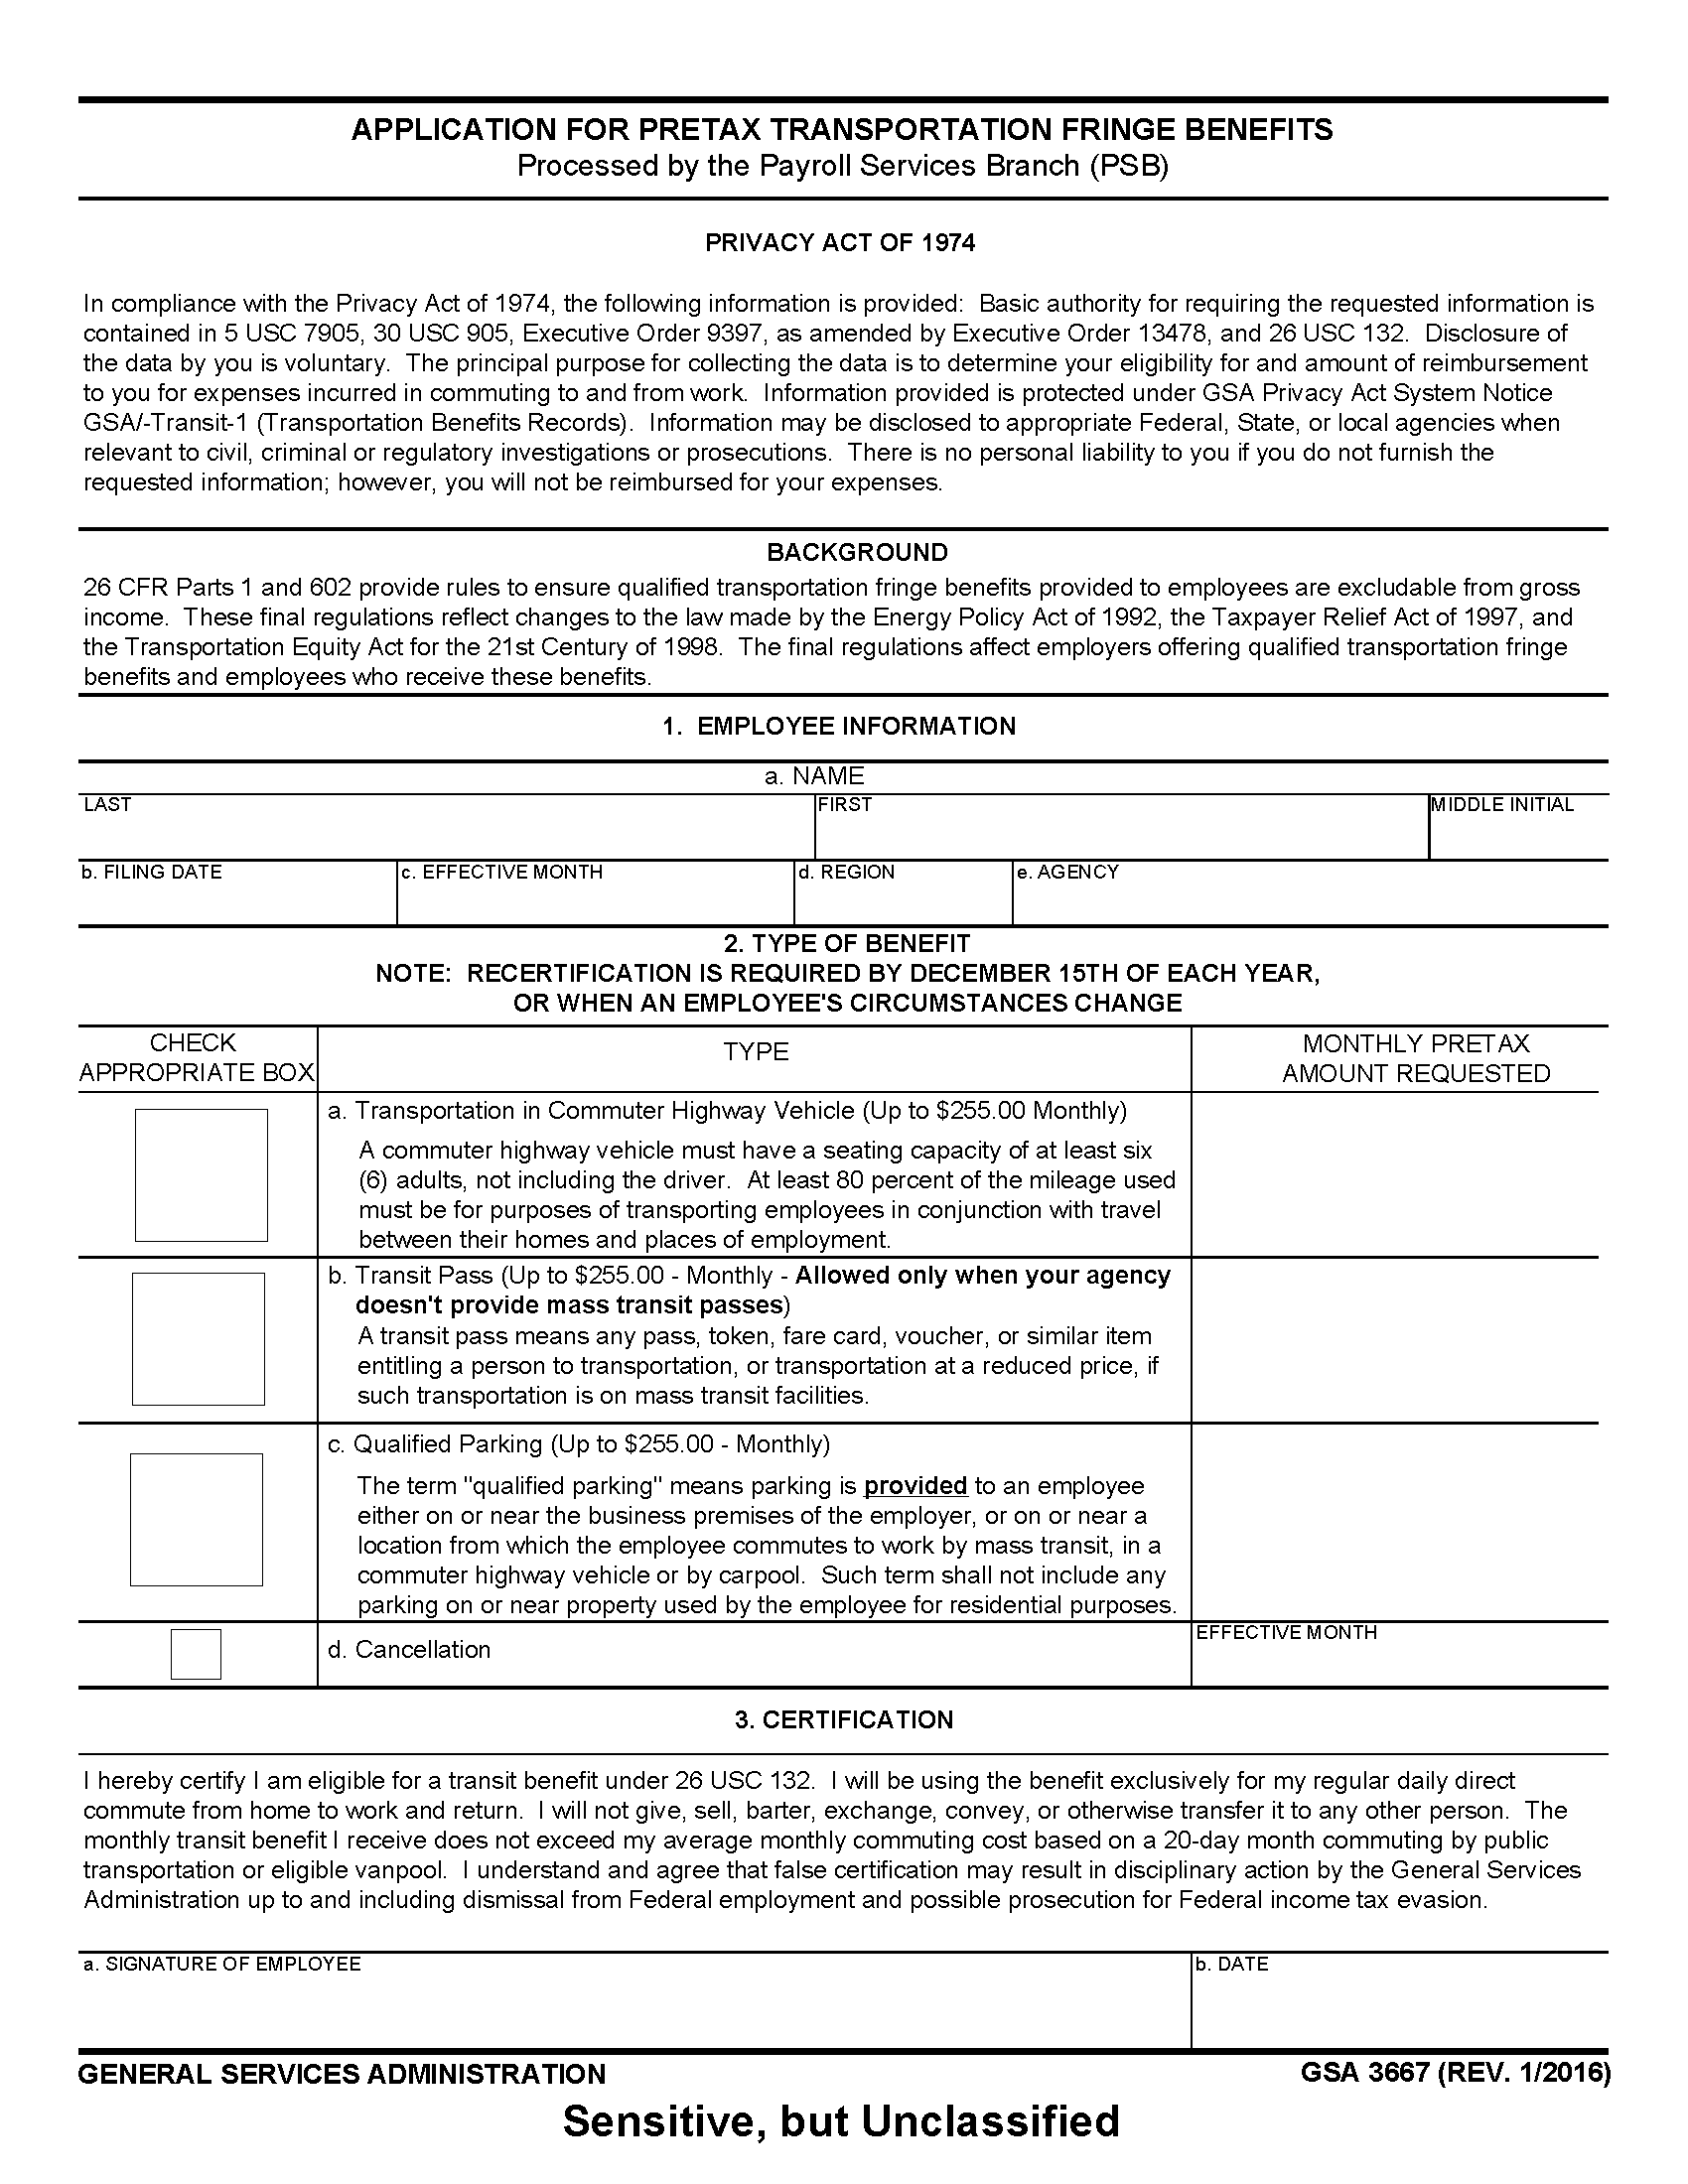 APPLICATION FOR PRETAX TRANSPORTATION FRINGE BENEFITS
Processed by the Payroll Services Branch (PSB)
PRIVACY ACT OF 1974
In compliance with the Privacy Act of 1974, the following information is provided:  Basic authority for requiring the requested information is
contained in 5 USC 7905, 30 USC 905, Executive Order 9397, as amended by Executive Order 13478, and 26 USC 132.  Disclosure of
the data by you is voluntary.  The principal purpose for collecting the data is to determine your eligibility for and amount of reimbursement
to you for expenses incurred in commuting to and from work.  Information provided is protected under GSA Privacy Act System Notice
GSA/-Transit-1 (Transportation Benefits Records).  Information may be disclosed to appropriate Federal, State, or local agencies when
relevant to civil, criminal or regulatory investigations or prosecutions.  There is no personal liability to you if you do not furnish the
requested information; however, you will not be reimbursed for your expenses.
BACKGROUND
26 CFR Parts 1 and 602 provide rules to ensure qualified transportation fringe benefits provided to employees are excludable from gross
income.  These final regulations reflect changes to the law made by the Energy Policy Act of 1992, the Taxpayer Relief Act of 1997, and
the Transportation Equity Act for the 21st Century of 1998.  The final regulations affect employers offering qualified transportation fringe
benefits and employees who receive these benefits.
1.  EMPLOYEE INFORMATION
a. NAME
LAST
FIRST
MIDDLE INITIAL
b. FILING DATE
c. EFFECTIVE MONTH
d. REGION
e. AGENCY
2. TYPE OF BENEFIT
NOTE:  RECERTIFICATION IS REQUIRED BY DECEMBER 15TH OF EACH YEAR,
OR WHEN AN EMPLOYEE'S CIRCUMSTANCES CHANGE
CHECK
APPROPRIATE BOX
TYPE
MONTHLY PRETAX
AMOUNT REQUESTED
a. Transportation in Commuter Highway Vehicle (Up to $255.00 Monthly)
A commuter highway vehicle must have a seating capacity of at least six
(6) adults, not including the driver.  At least 80 percent of the mileage used
must be for purposes of transporting employees in conjunction with travel
between their homes and places of employment.
b. Transit Pass (Up to $255.00 - Monthly - Allowed only when your agency
doesn't provide mass transit passes)
A transit pass means any pass, token, fare card, voucher, or similar item
entitling a person to transportation, or transportation at a reduced price, if
such transportation is on mass transit facilities.
c. Qualified Parking (Up to $255.00 - Monthly)
The term "qualified parking" means parking is provided to an employee
either on or near the business premises of the employer, or on or near a
location from which the employee commutes to work by mass transit, in a
commuter highway vehicle or by carpool.  Such term shall not include any
parking on or near property used by the employee for residential purposes.
d. Cancellation
EFFECTIVE MONTH
3. CERTIFICATION
I hereby certify I am eligible for a transit benefit under 26 USC 132.  I will be using the benefit exclusively for my regular daily direct
commute from home to work and return.  I will not give, sell, barter, exchange, convey, or otherwise transfer it to any other person.  The
monthly transit benefit I receive does not exceed my average monthly commuting cost based on a 20-day month commuting by public
transportation or eligible vanpool.  I understand and agree that false certification may result in disciplinary action by the General Services
Administration up to and including dismissal from Federal employment and possible prosecution for Federal income tax evasion.
a. SIGNATURE OF EMPLOYEE
b. DATE
GENERAL SERVICES ADMINISTRATION
GSA 3667 (REV. 1/2016)
Sensitive, but Unclassified